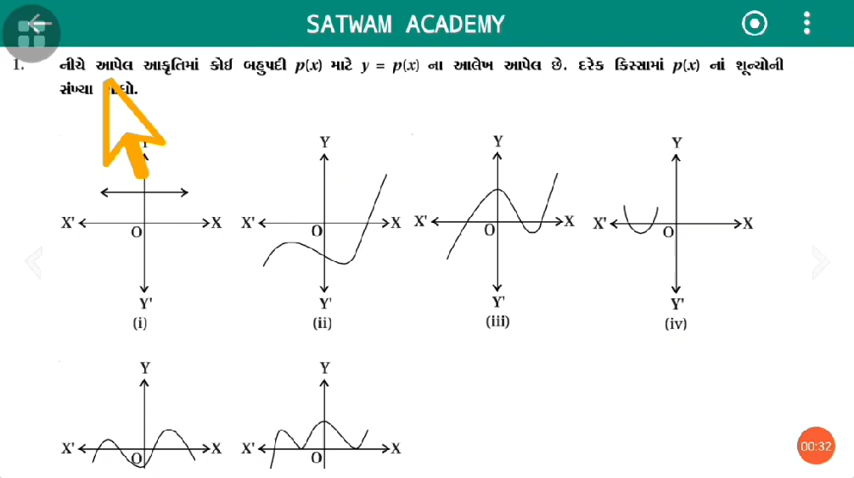 SATWAM ACADEMY
1. નીચે આપેલ આકૃતિમાં કોઈ બહુપદી p(x) માટે y = p(x) ના આલેખ આપેલ છે. દરેક કિસ્સામાં p(x) નાં શૂન્યોની
સંખ્યા
Y Y Y Y
X' O X X' O X X' O X X' O X
Y' Y' Y' Y'
(i) (ii) (iii) (iv)
Y Y
X' O X X' O X
00:32